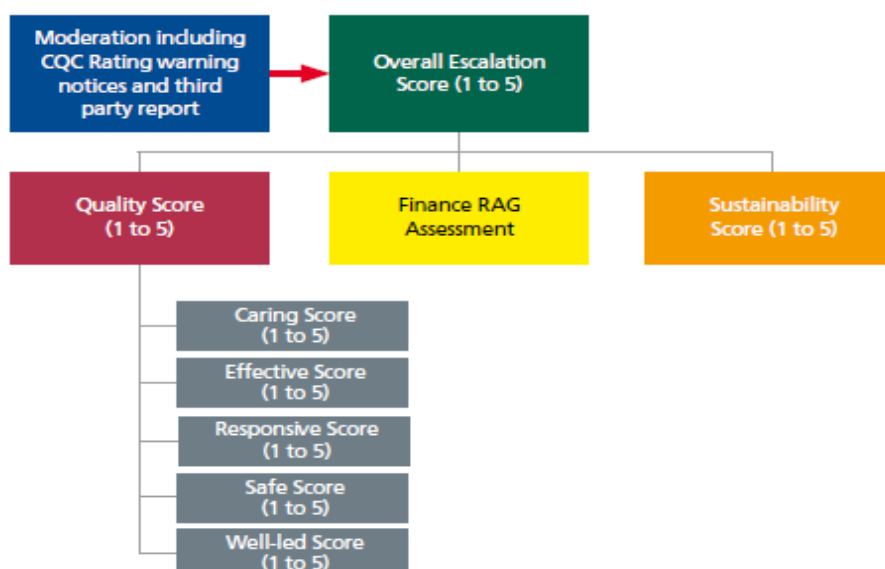 Moderation including
CQC Rating warning
notices and third
party report
Overall Escalation
Score (1 to 5)
Quality Score
(1 to 5)
Finance RAG
Assessment
Sustainability
Score (1 to 5)
Caring Score
(1 to 5)
Effective Score
(1 to 5)
Responsive Score
(1 to 5)
Safe Score
(1 to 5)
Well-led Score
(1 to 5)